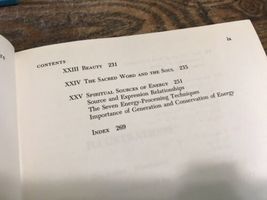 ix
CONTENTS
XXIII BEAUTY 231
XXIV THE SACRED WORD AND THE SOUL 235
XXV SPIRITUAL SOURCES OF ENERGY 251
Source and Expression Relationships
The Seven Energy-Processing Techniques
Importance of Generation and Conservation of Energy
INDEX 269